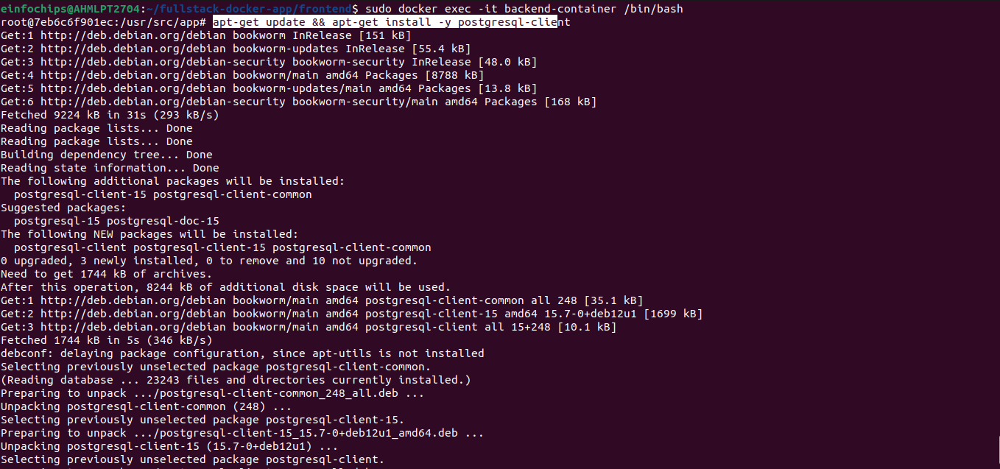 einfochips@AHMLPT2704:~/fullstack-docker-app/frontend$ sudo docker exec -it backend-container /bin/bash
root@7eb6c6f901ec:/usr/src/app# apt-get update && apt-get install -y postgresql-client
Get:1 http://deb.debian.org/debian bookworm InRelease [151 kB]
Get:2 http://deb.debian.org/debian bookworm-updates InRelease [55.4 kB]
Get:3 http://deb.debian.org/debian-security bookworm-security InRelease [48.0 kB]
Get:4 http://deb.debian.org/debian bookworm/main amd64 Packages [8788 kB]
Get:5 http://deb.debian.org/debian bookworm-updates/main amd64 Packages [13.8 kB]
Get:6 http://deb.debian.org/debian-security bookworm-security/main amd64 Packages [168 kB]
Fetched 9224 kB in 31s (293 kB/s)
Reading package lists... Done
Reading package lists... Done
Building dependency tree... Done
Reading state information... Done
The following additional packages will be installed:
  postgresql-client-15 postgresql-client-common
Suggested packages:
  postgresql-15 postgresql-doc-15
The following NEW packages will be installed:
  postgresql-client postgresql-client-15 postgresql-client-common
0 upgraded, 3 newly installed, 0 to remove and 10 not upgraded.
Need to get 1744 kB of archives.
After this operation, 8244 kB of additional disk space will be used.
Get:1 http://deb.debian.org/debian bookworm/main amd64 postgresql-client-common all 248 [35.1 kB]
Get:2 http://deb.debian.org/debian bookworm/main amd64 postgresql-client-15 amd64 15.7-0+deb12u1 [1699 kB]
Get:3 http://deb.debian.org/debian bookworm/main amd64 postgresql-client all 15+248 [10.1 kB]
Fetched 1744 kB in 5s (346 kB/s)
debconf: delaying package configuration, since apt-utils is not installed
Selecting previously unselected package postgresql-client-common.
(Reading database ... 23243 files and directories currently installed.)
Preparing to unpack .../postgresql-client-common_248_all.deb ...
Unpacking postgresql-client-common (248) ...
Selecting previously unselected package postgresql-client-15.
Preparing to unpack .../postgresql-client-15_15.7-0+deb12u1_amd64.deb ...
Unpacking postgresql-client-15 (15.7-0+deb12u1) ...
Selecting previously unselected package postgresql-client.